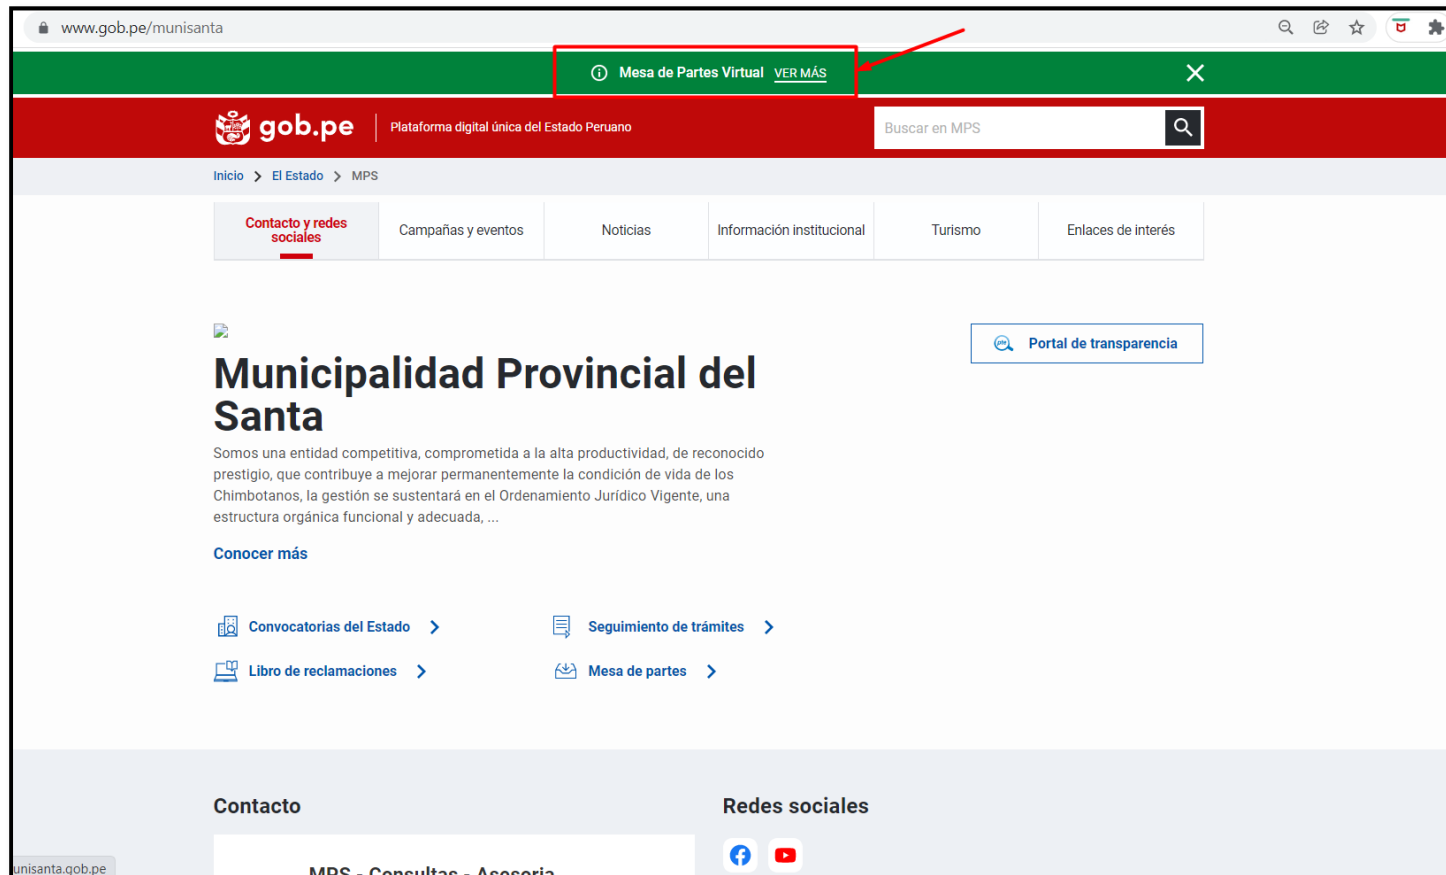 www.gob.pe/munisanta
Mesa de Partes Virtual VER MÁS
gob.pe Plataforma digital única del Estado Peruano Buscar en MPS
Inicio > El Estado > MPS
Contacto y redes
sociales
Campañas y eventos
Noticias
Información institucional
Turismo
Enlaces de interés
Portal de transparencia
Municipalidad Provincial del
Santa
Somos una entidad competitiva, comprometida a la alta productividad, de reconocido
prestigio, que contribuye a mejorar permanentemente la condición de vida de los
Chimbotanos, la gestión se sustentará en el Ordenamiento Jurídico Vigente, una
estructura orgánica funcional y adecuada, ...
Conocer más
Convocatorias del Estado
Seguimiento de trámites
Libro de reclamaciones
Mesa de partes
Contacto
Redes sociales
MPS - Consultas - Asesoria
unisanta.gob.pe